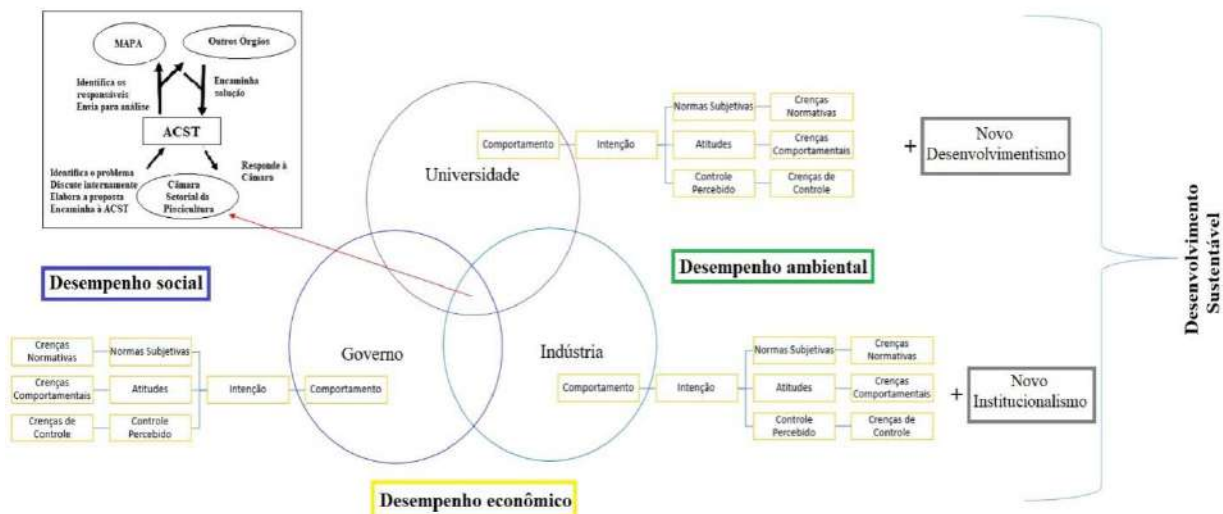 MAPA
Outros Orgãos
Identifica os
responsáveis
Envia para análise
Encaminha
solução
ACST
Identifica o problema
Discute internamente
Elabora a proposta
Encaminha à ACST
Responde à
Câmara
Câmara
Setorial da
Piscicultura
Universidade
Comportamento
Intenção
Normas Subjetivas
Crenças
Normativas
Atitudes
Crenças
Comportamentais
Controle
Percebido
Crenças de
Controle
+
Novo
Desenvolvimentismo
Desempenho social
Desempenho ambiental
Desenvolvimento
Sustentável
Crenças
Normativas
Normas Subjetivas
Crenças
Comportamentais
Atitudes
Intenção
Comportamento
Crenças de
Controle
Controle
Percebido
Governo
Indústria
Comportamento
Intenção
Normas Subjetivas
Crenças
Normativas
Atitudes
Crenças
Comportamentais
Controle
Percebido
Crenças de
Controle
+
Novo
Institucionalismo
Desempenho econômico